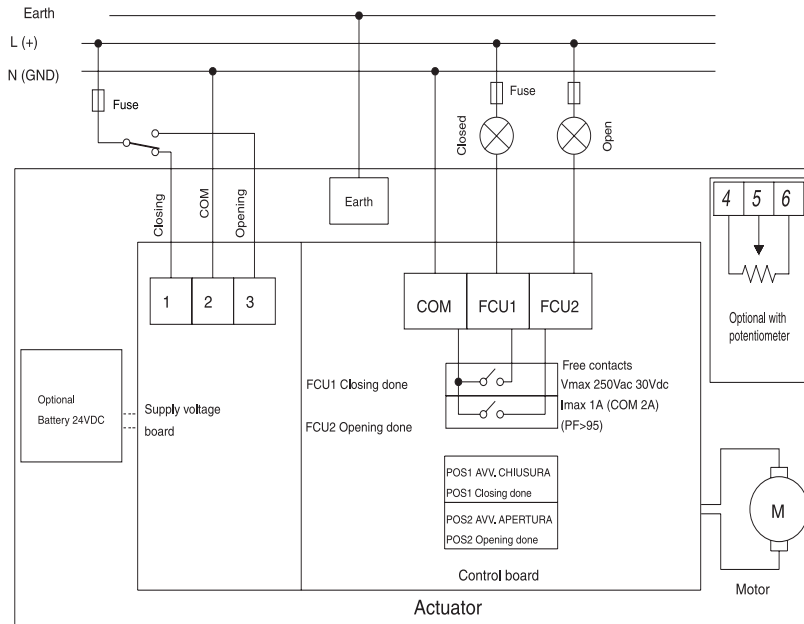 Earth
L (+)
N (GND)
Fuse
Fuse
Closed
Open
Closing
COM
Opening
Earth
4 5 6
Optional with
potentiometer
1 2 3
COM FCU1 FCU2
Optional
Battery 24VDC
Supply voltage
board
FCU1 Closing done
FCU2 Opening done
Free contacts
Vmax 250Vac 30Vdc
Imax 1A (COM 2A)
(PF>95)
POS1 AVV. CHIUSURA
POS1 Closing done
POS2 AVV. APERTURA
POS2 Opening done
Control board
M
Motor
Actuator